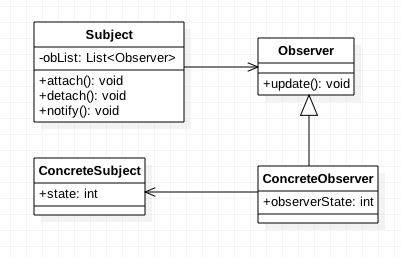 Subject
-obList: List<Observer>
+attach(): void
+detach(): void
+notify(): void
Observer
+update(): void
ConcreteSubject
+state: int
ConcreteObserver
+observerState: int